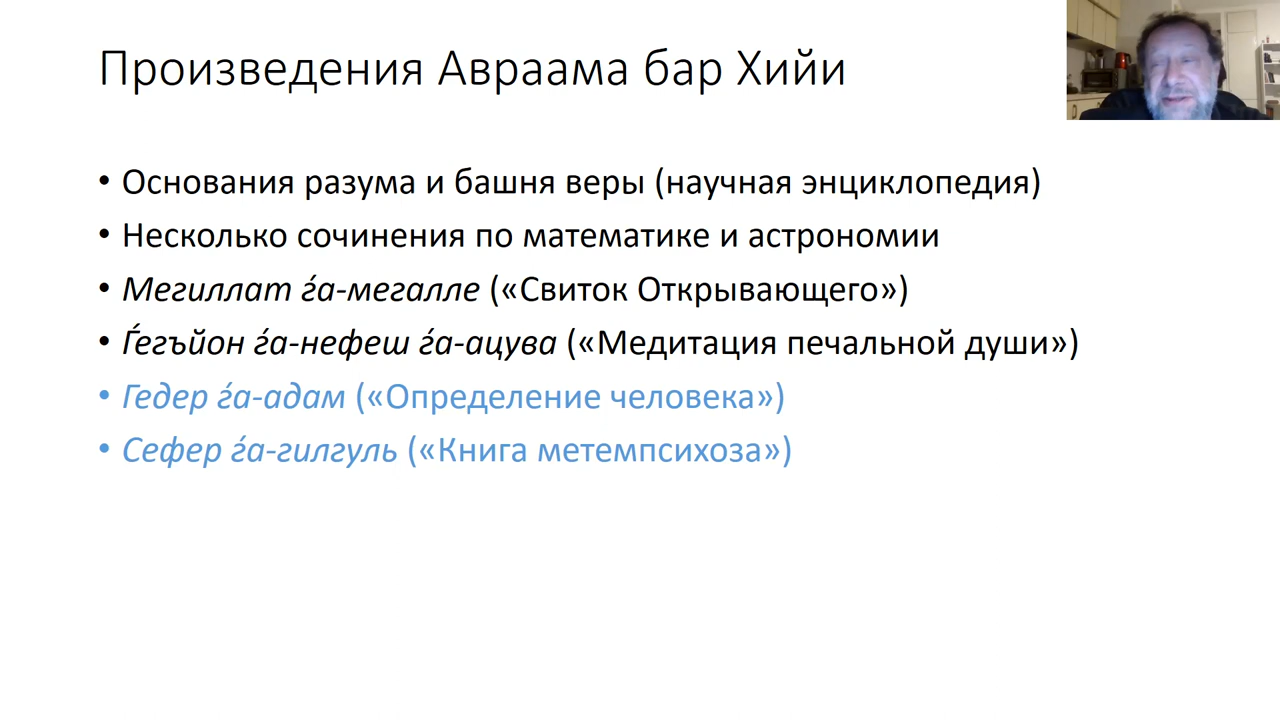 Произведения Авраама бар Хийи
• Основания разума и башня веры (научная энциклопедия)
• Несколько сочинения по математике и астрономии
• Мегиллат ѓа-мегалле («Свиток Открывающего»)
• Ѓегъйон ѓа-нефеш ѓа-ацува («Медитация печальной души»)
• Гедер ѓа-адам («Определение человека»)
• Сефер ѓа-гилгуль («Книга метемпсихоза»)